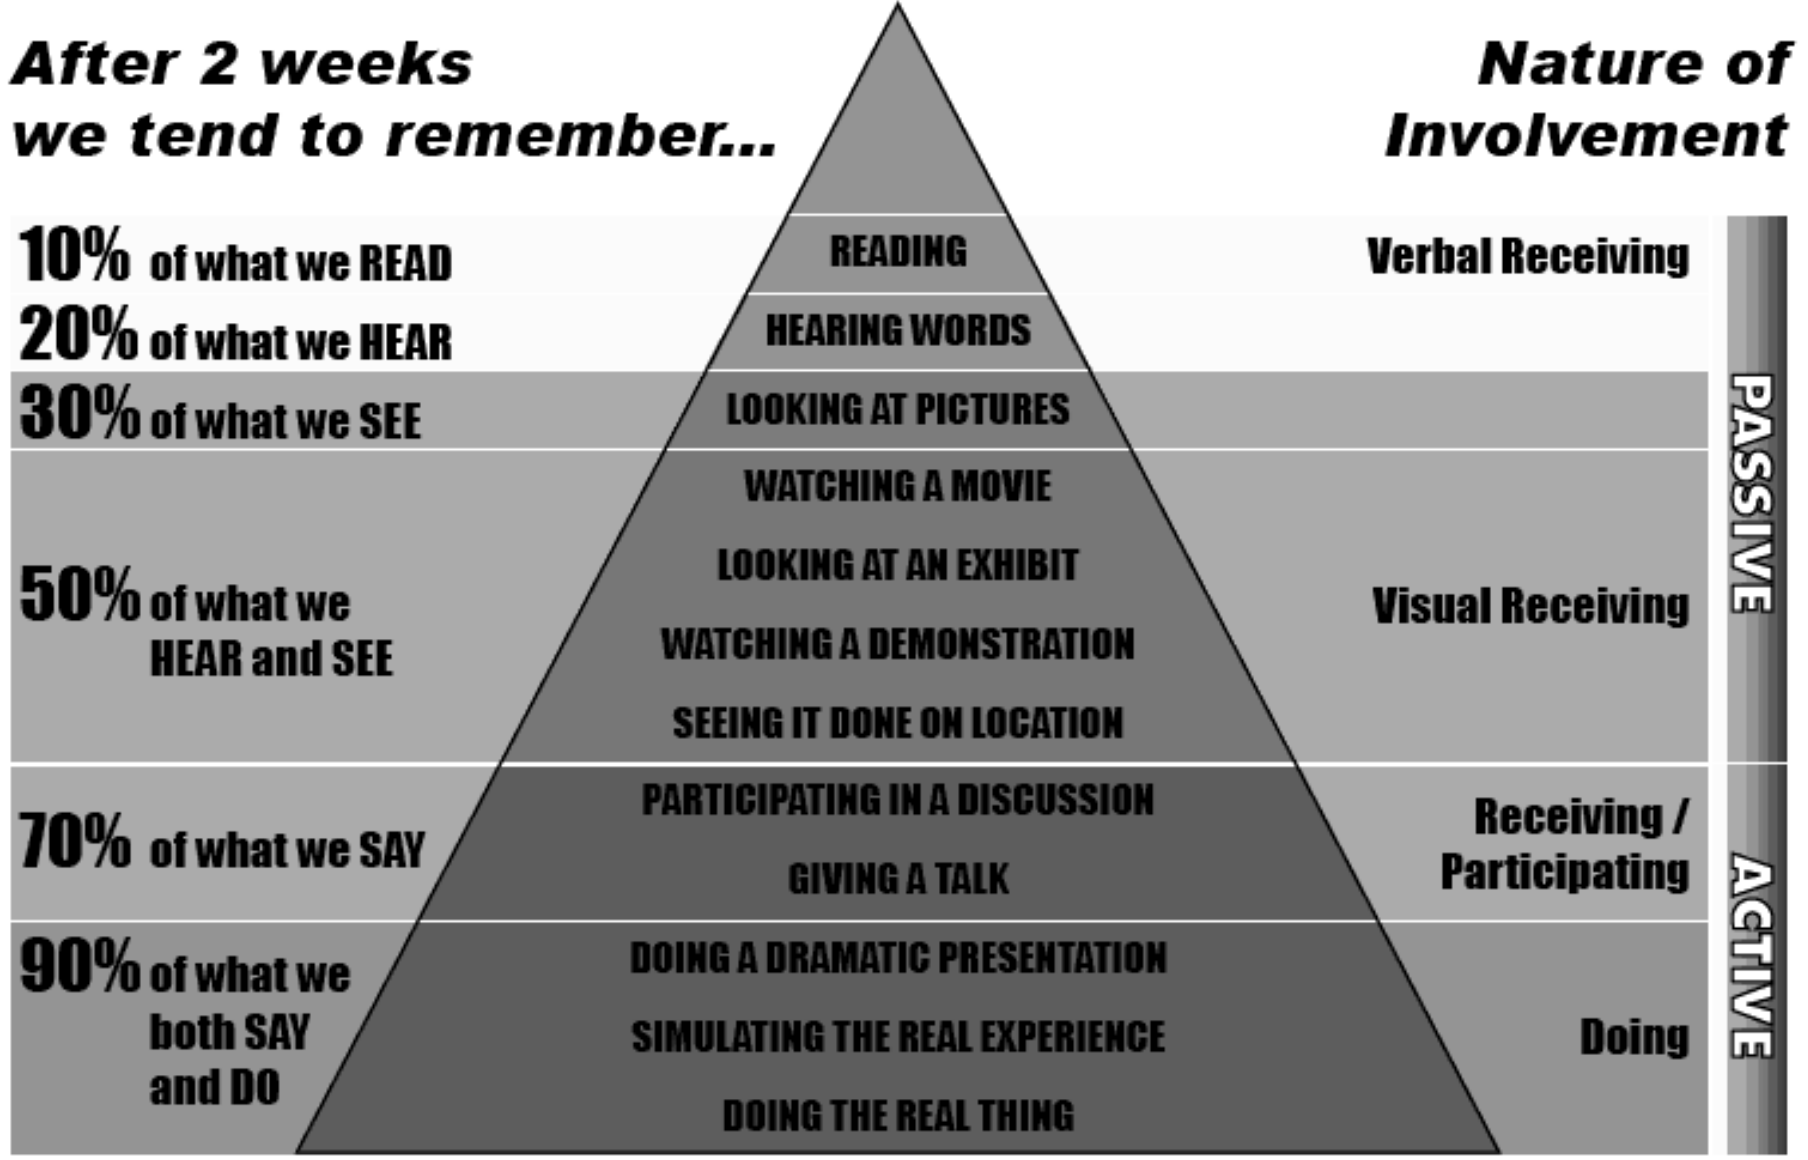 After 2 weeks
we tend to remember...
Nature of
Involvement
10% of what we READ
READING
Verbal Receiving
20% of what we HEAR
HEARING WORDS
30% of what we SEE
LOOKING AT PICTURES
50% of what we
HEAR and SEE
WATCHING A MOVIE
LOOKING AT AN EXHIBIT
WATCHING A DEMONSTRATION
SEEING IT DONE ON LOCATION
Visual Receiving
PASSIVE
70% of what we SAY
PARTICIPATING IN A DISCUSSION
GIVING A TALK
Receiving /
Participating
90% of what we
both SAY
and DO
DOING A DRAMATIC PRESENTATION
SIMULATING THE REAL EXPERIENCE
DOING THE REAL THING
Doing
ACTIVE